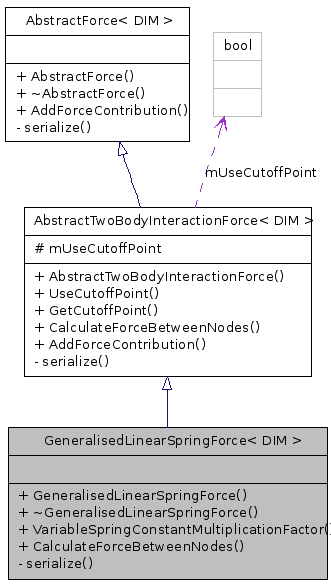 AbstractForce< DIM >
+ AbstractForce()
+ ~AbstractForce()
+ AddForceContribution()
- serialize()
bool
mUseCutoffPoint
AbstractTwoBodyInteractionForce< DIM >
# mUseCutoffPoint
+ AbstractTwoBodyInteractionForce()
+ UseCutoffPoint()
+ GetCutoffPoint()
+ CalculateForceBetweenNodes()
+ AddForceContribution()
- serialize()
GeneralisedLinearSpringForce< DIM >
+ GeneralisedLinearSpringForce()
+ ~GeneralisedLinearSpringForce()
+ VariableSpringConstantMultiplicationFactor()
+ CalculateForceBetweenNodes()
- serialize()